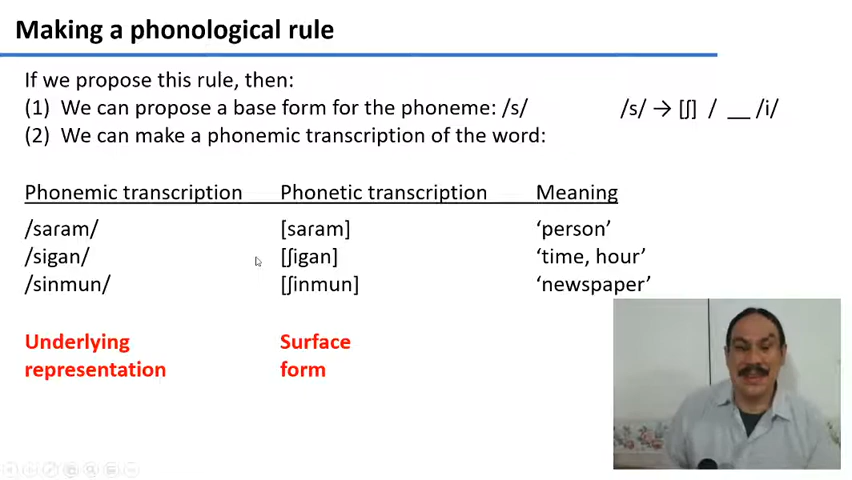 Making a phonological rule
If we propose this rule, then:
(1) We can propose a base form for the phoneme: /s/ /s/ → [ʃ] / __ /i/
(2) We can make a phonemic transcription of the word:
Phonemic transcription Phonetic transcription Meaning
/saɾam/ [saɾam] ‘person’
/sigan/ [ʃigan] ‘time, hour’
/sinmun/ [ʃinmun] ‘newspaper’
Underlying Surface
representation form